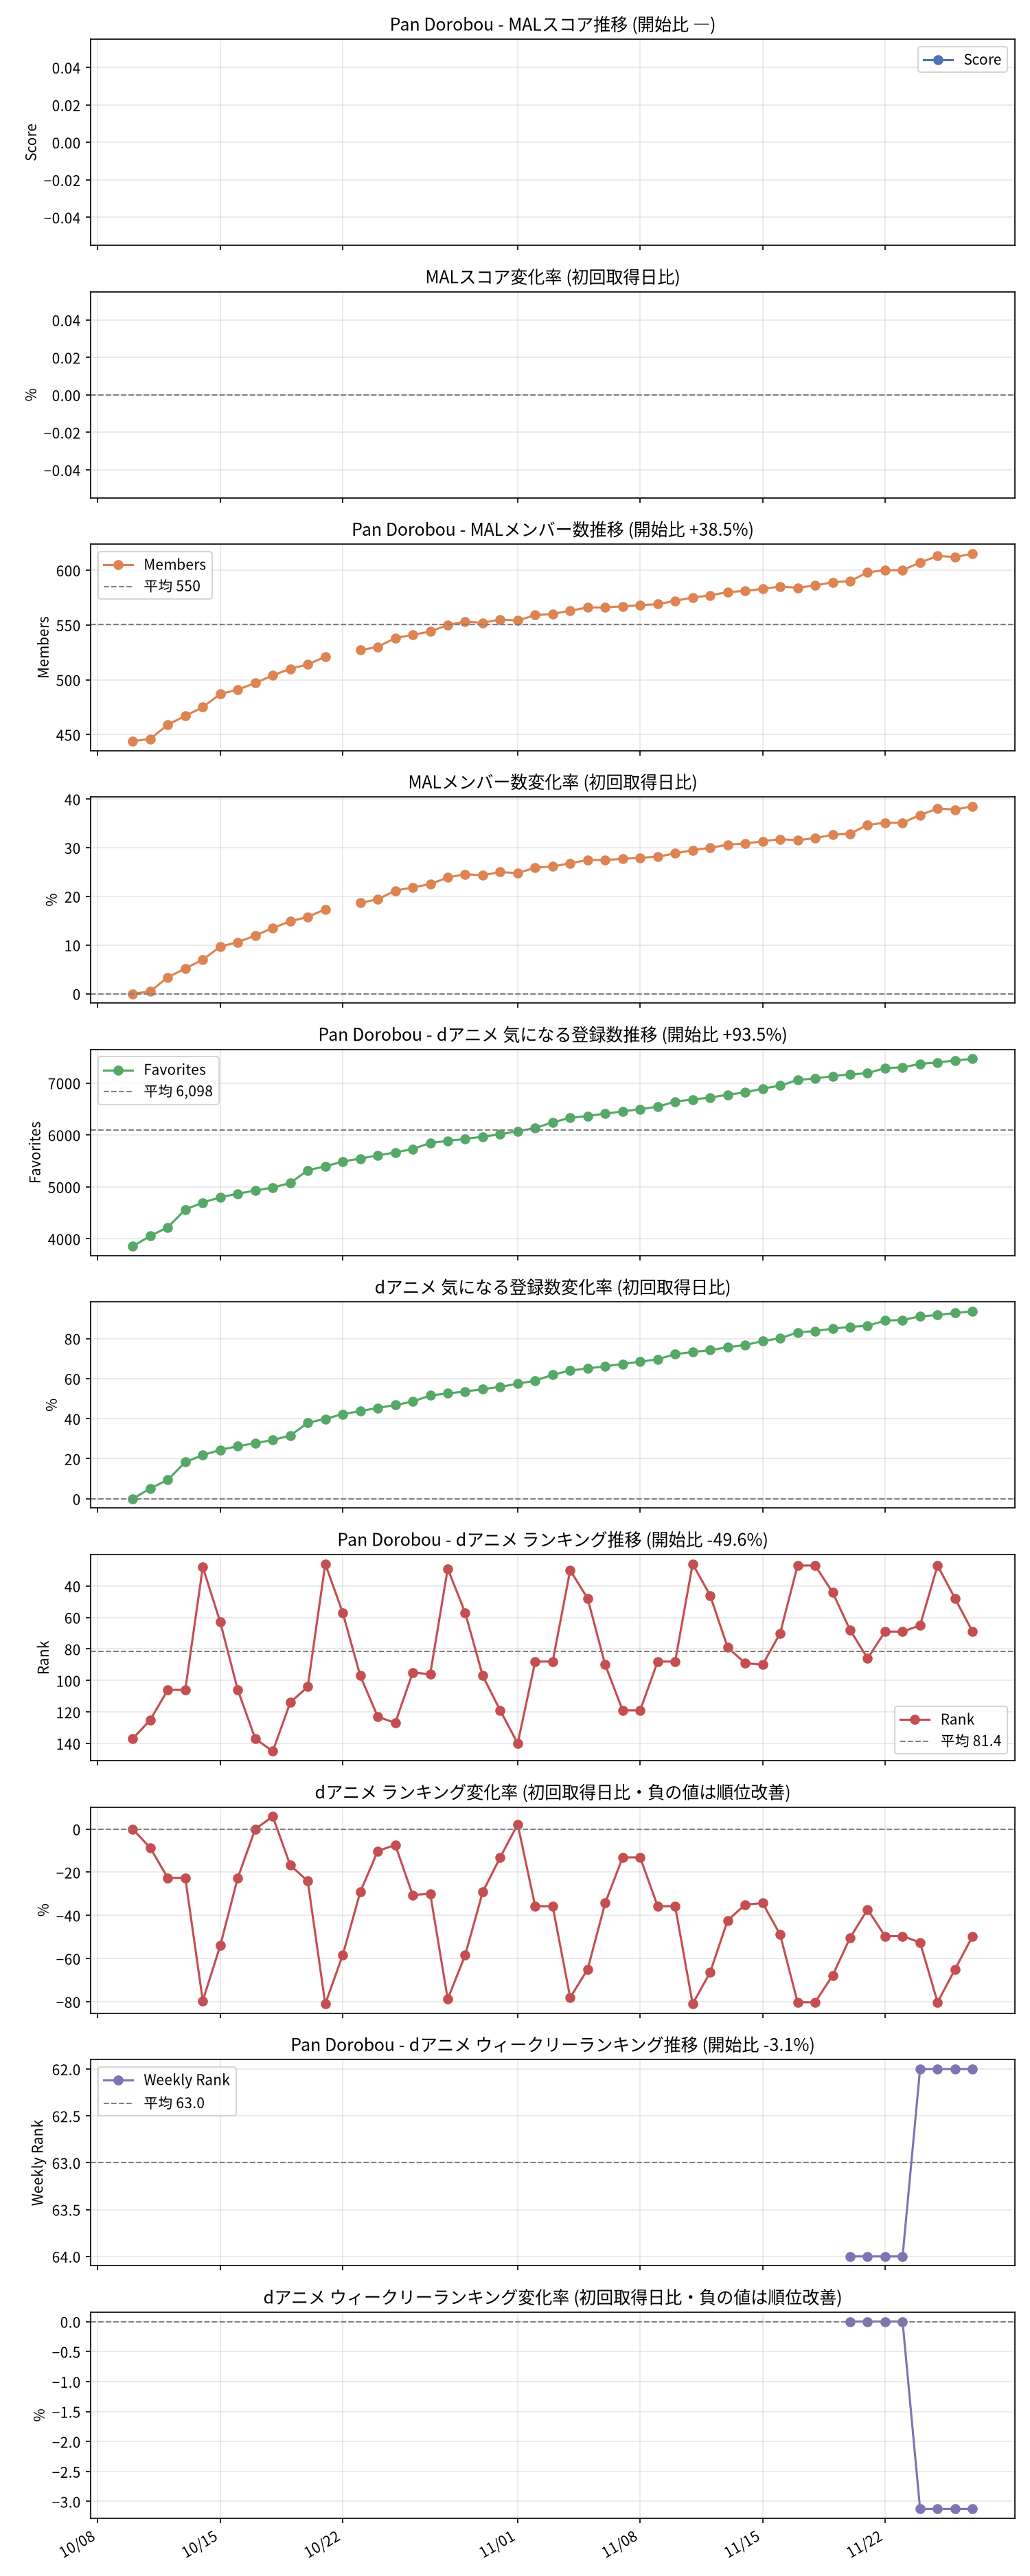 Pan Dorobou - MALスコア推移 (開始比 —)
Score
0.04
0.02
0.00
−0.02
−0.04
Score
MALスコア変化率 (初回取得日比)
0.04
0.02
0.00
−0.02
−0.04
%
Pan Dorobou - MALメンバー数推移 (開始比 +38.5%)
Members
平均 550
600
550
500
450
Members
MALメンバー数変化率 (初回取得日比)
40
30
20
10
0
%
Pan Dorobou - dアニメ 気になる登録数推移 (開始比 +93.5%)
Favorites
平均 6,098
7000
6000
5000
4000
Favorites
dアニメ 気になる登録数変化率 (初回取得日比)
80
60
40
20
0
%
Pan Dorobou - dアニメ ランキング推移 (開始比 -49.6%)
40
60
80
100
120
140
Rank
Rank
平均 81.4
dアニメ ランキング変化率 (初回取得日比・負の値は順位改善)
0
−20
−40
−60
−80
%
Pan Dorobou - dアニメ ウィークリーランキング推移 (開始比 -3.1%)
Weekly Rank
平均 63.0
62.0
62.5
63.0
63.5
64.0
Weekly Rank
dアニメ ウィークリーランキング変化率 (初回取得日比・負の値は順位改善)
0.0
−0.5
−1.0
−1.5
−2.0
−2.5
−3.0
%
10/08
10/15
10/22
11/01
11/08
11/15
11/22